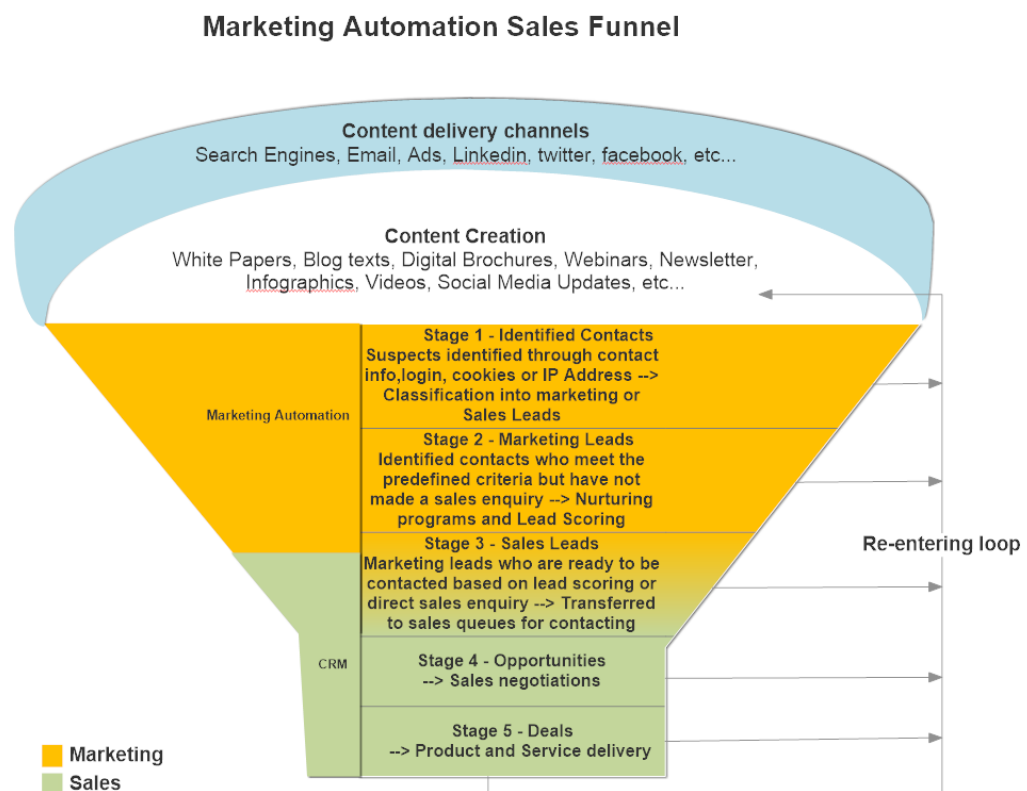 Marketing Automation Sales Funnel
Content delivery channels
Search Engines, Email, Ads, Linkedin, twitter, facebook, etc...
Content Creation
White Papers, Blog texts, Digital Brochures, Webinars, Newsletter,
Infographics, Videos, Social Media Updates, etc...
Stage 1 - Identified Contacts
Suspects identified through contact
info,login, cookies or IP Address -->
Classification into marketing or
Sales Leads
Marketing Automation
Stage 2 - Marketing Leads
Identified contacts who meet the
predefined criteria but have not
made a sales enquiry --> Nurturing
programs and Lead Scoring
Stage 3 - Sales Leads
Marketing leads who are ready to be
contacted based on lead scoring or
direct sales enquiry --> Transferred
to sales queues for contacting
Re-entering loop
CRM
Stage 4 - Opportunities
--> Sales negotiations
Stage 5 - Deals
--> Product and Service delivery
Marketing
Sales